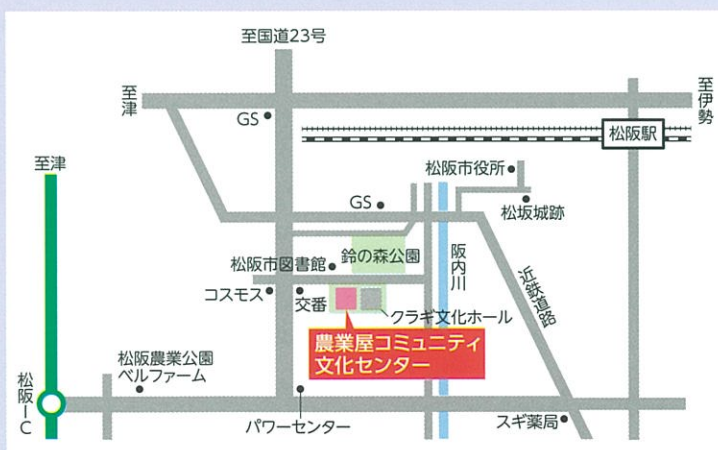 至国道23号
至津
至伊勢
GS
松阪駅
至津
松阪市役所
GS
松坂城跡
鈴の森公園
松阪市図書館
阪内川
近鉄道路
コスモス
交番
クラギ文化ホール
農業屋コミュニティ
文化センター
松阪農業公園
ベルファーム
松阪IC
パワーセンター
スギ薬局